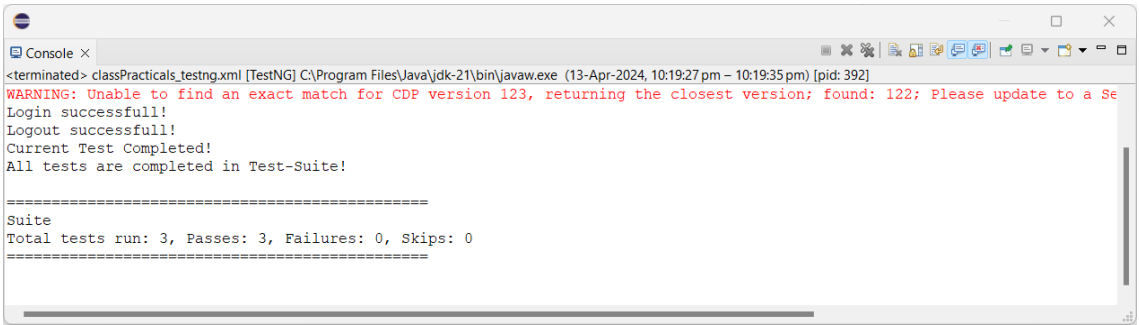 Console
<terminated> classPracticals_testng.xml [TestNG] C:\Program Files\Java\jdk-21\bin\javaw.exe (13-Apr-2024, 10:19:27 pm – 10:19:35 pm) [pid: 392]
WARNING: Unable to find an exact match for CDP version 123, returning the closest version; found: 122; Please update to a Se
Login successfull!
Logout successfull!
Current Test Completed!
All tests are completed in Test-Suite!
===============================================
Suite
Total tests run: 3, Passes: 3, Failures: 0, Skips: 0
===============================================